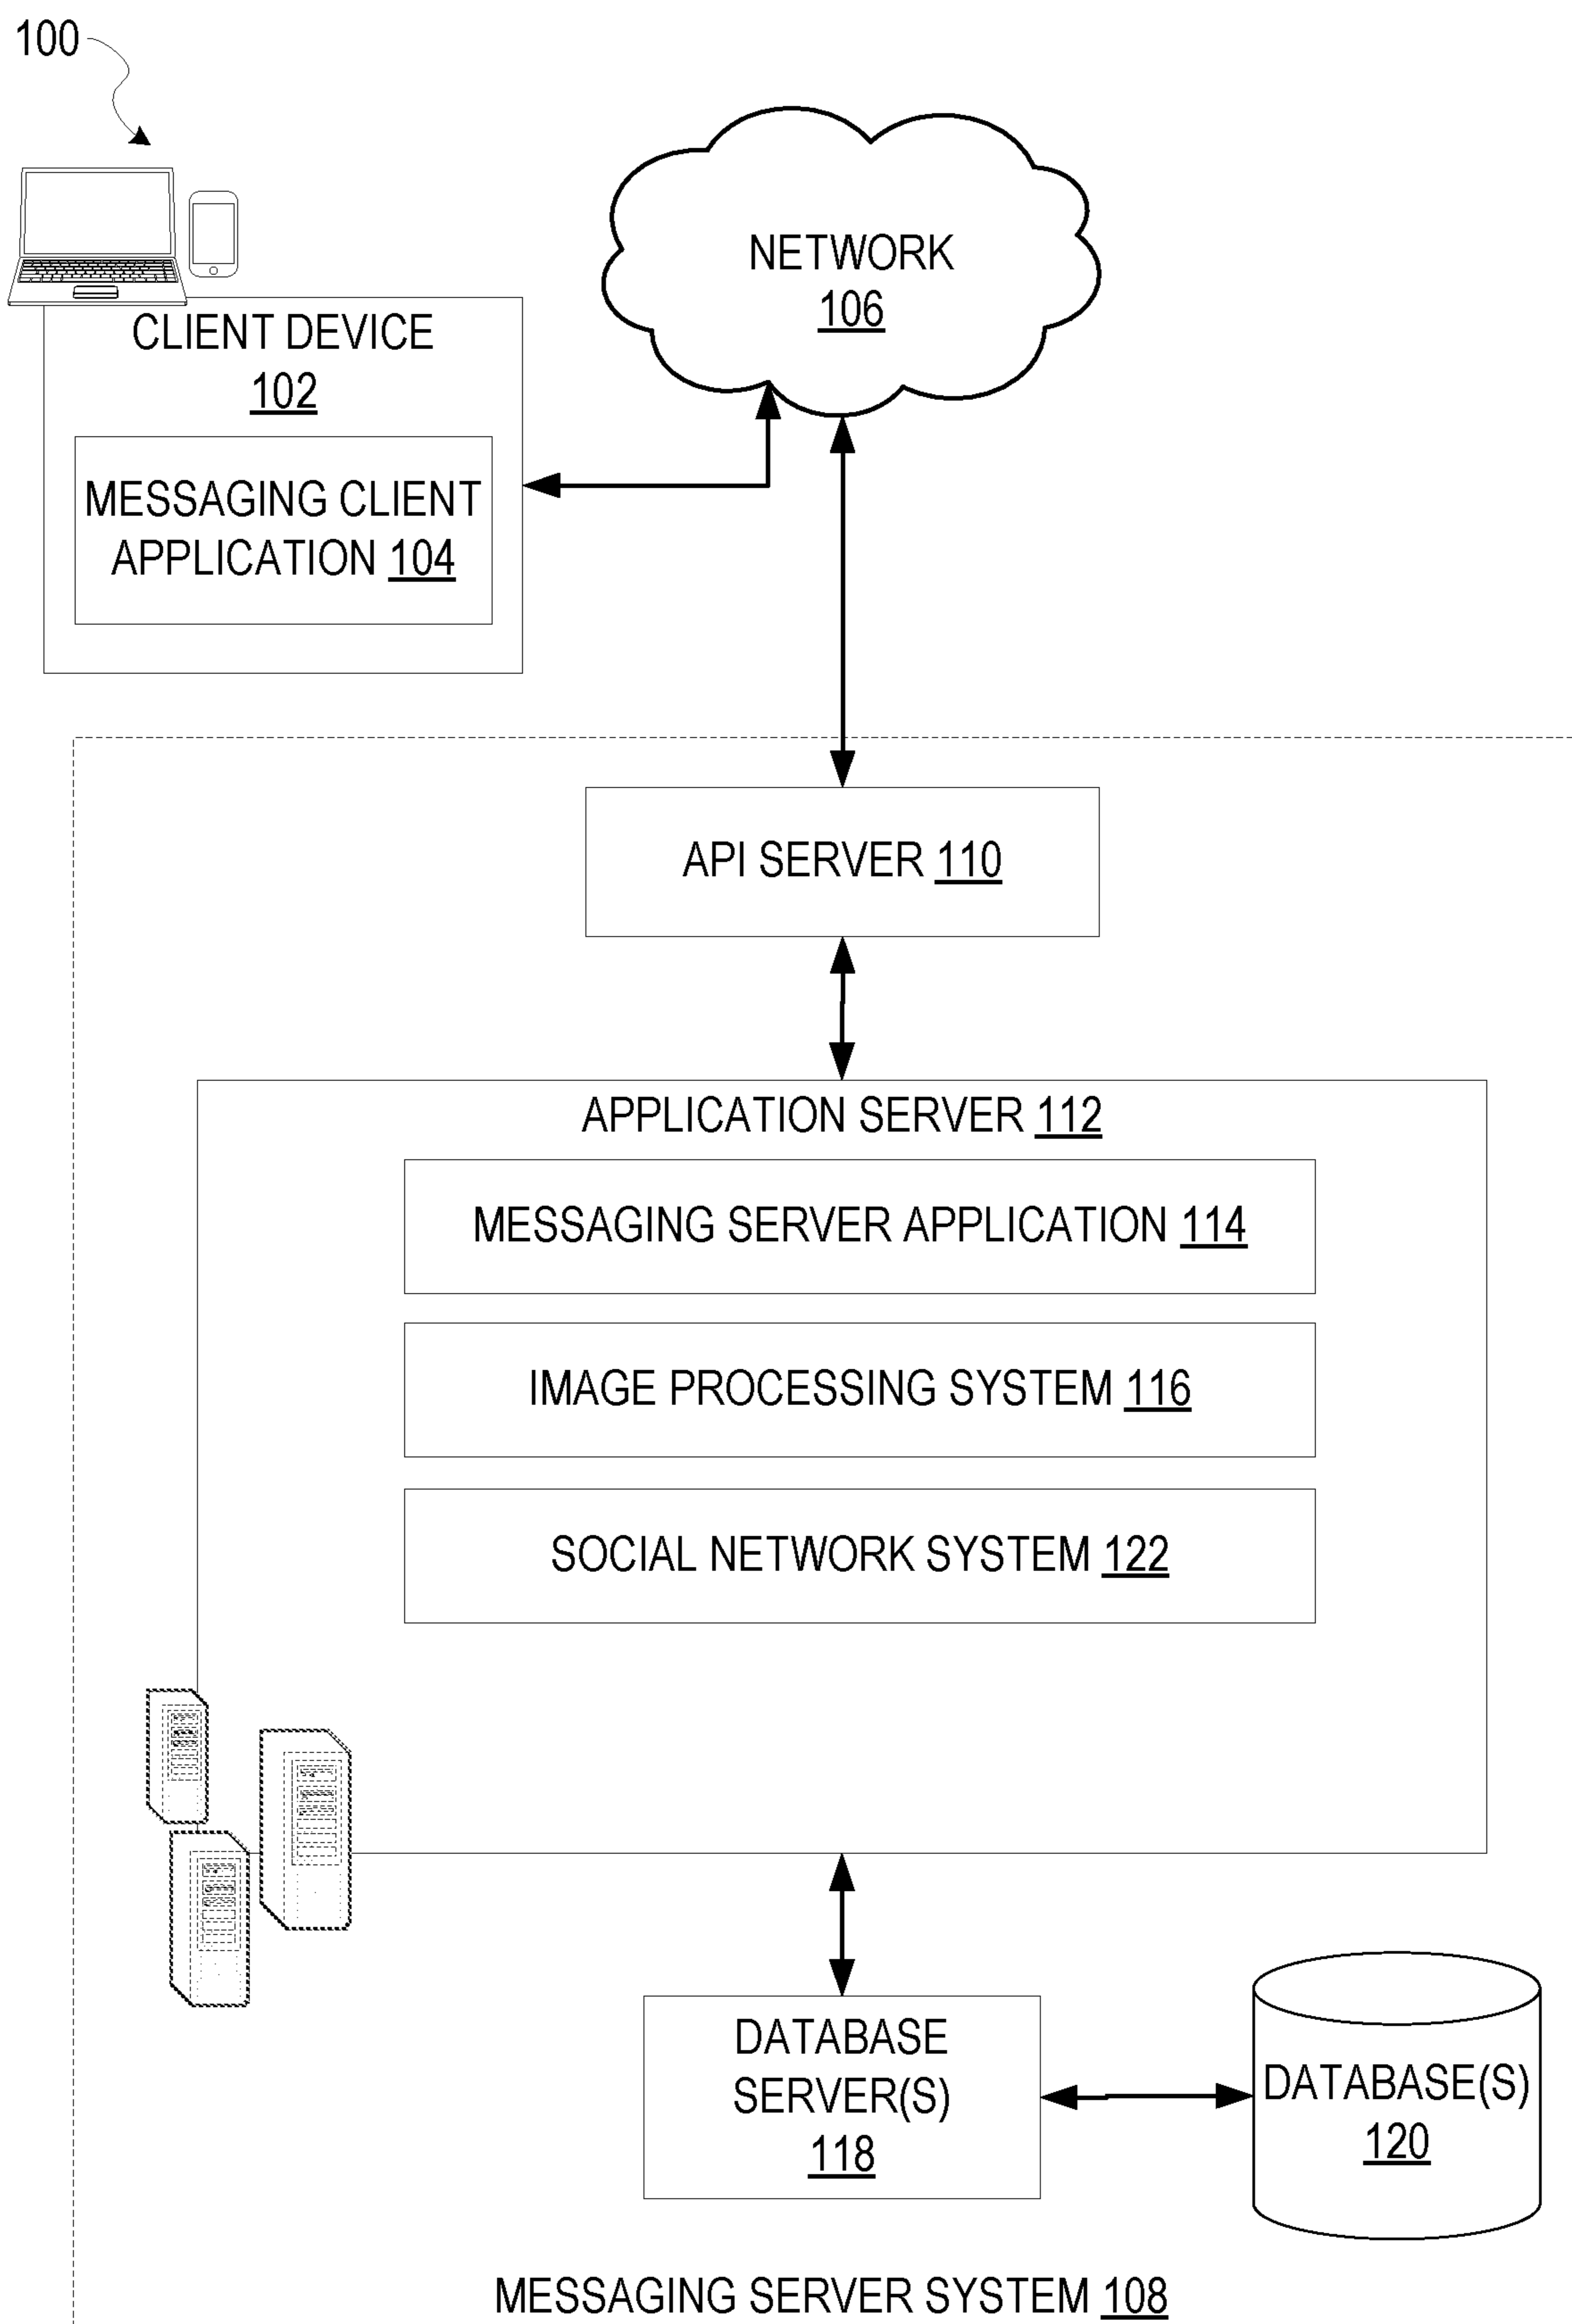 100
NETWORK
106
CLIENT DEVICE
102
MESSAGING CLIENT
APPLICATION 104
API SERVER 110
APPLICATION SERVER 112
MESSAGING SERVER APPLICATION 114
IMAGE PROCESSING SYSTEM 116
SOCIAL NETWORK SYSTEM 122
DATABASE
SERVER(S)
118
DATABASE(S)
120
MESSAGING SERVER SYSTEM 108